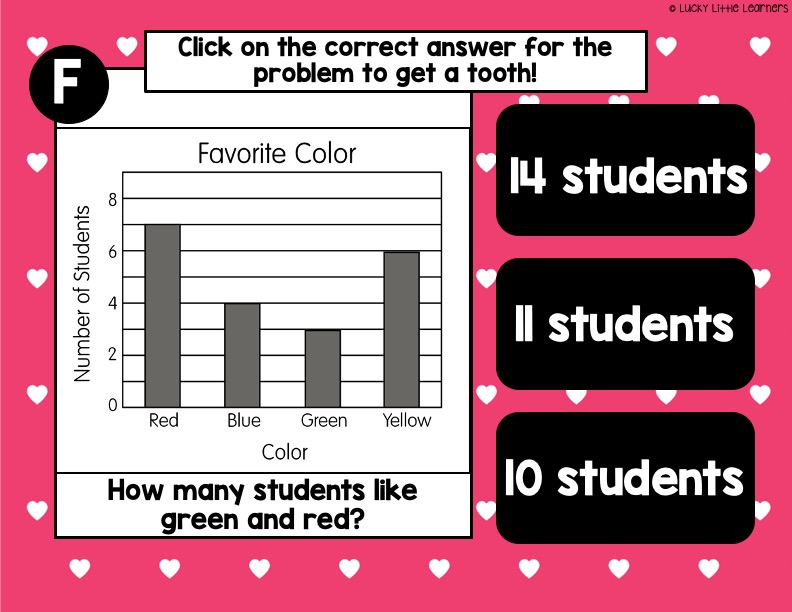 © Lucky Little Learners
Click on the correct answer for the
problem to get a tooth!
F
Favorite Color
Number of Students
8
6
4
2
0
Red Blue Green Yellow
Color
How many students like
green and red?
14 students
11 students
10 students